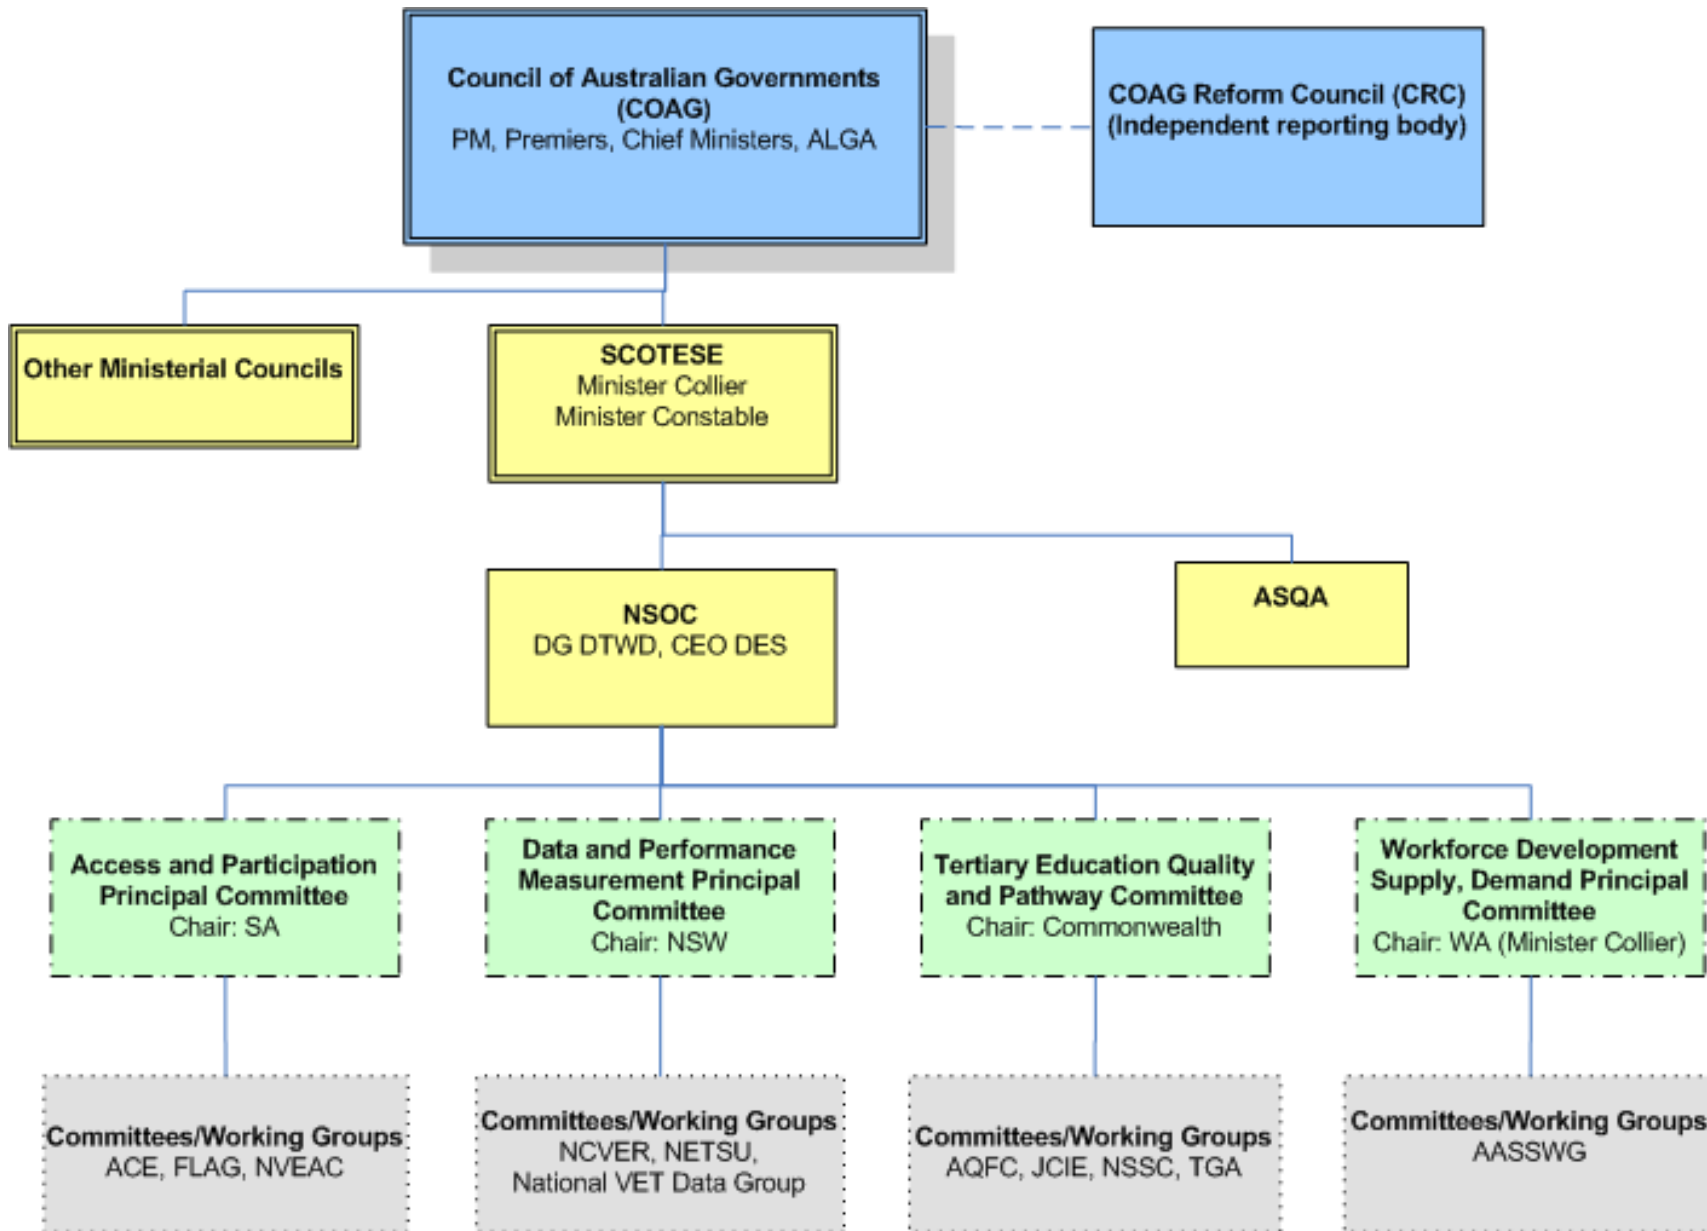 Council of Australian Governments
(COAG)
PM, Premiers, Chief Ministers, ALGA
COAG Reform Council (CRC)
(Independent reporting body)
Other Ministerial Councils
SCOTESE
Minister Collier
Minister Constable
NSOC
DG DTWD, CEO DES
ASQA
Access and Participation
Principal Committee
Chair: SA
Data and Performance
Measurement Principal
Committee
Chair: NSW
Tertiary Education Quality
and Pathway Committee
Chair: Commonwealth
Workforce Development
Supply, Demand Principal
Committee
Chair: WA (Minister Collier)
Committees/Working Groups
ACE, FLAG, NVEAC
Committees/Working Groups
NCVER, NETSU,
National VET Data Group
Committees/Working Groups
AQFC, JCIE, NSSC, TGA
Committees/Working Groups
AASSWG